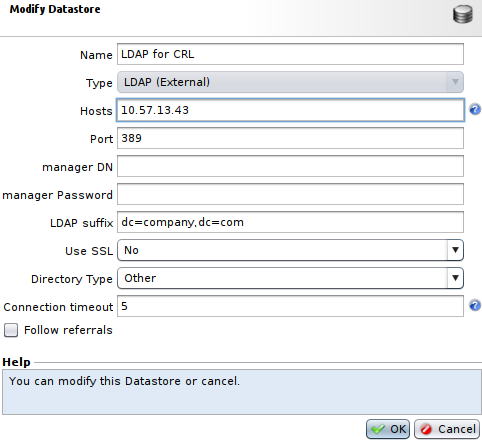 Modify Datastore
Name LDAP for CRL
Type LDAP (External)
Hosts 10.57.13.43
Port 389
manager DN
manager Password
LDAP suffix dc=company,dc=com
Use SSL No
Directory Type Other
Connection timeout 5
Follow referrals
Help
You can modify this Datastore or cancel.
OK Cancel